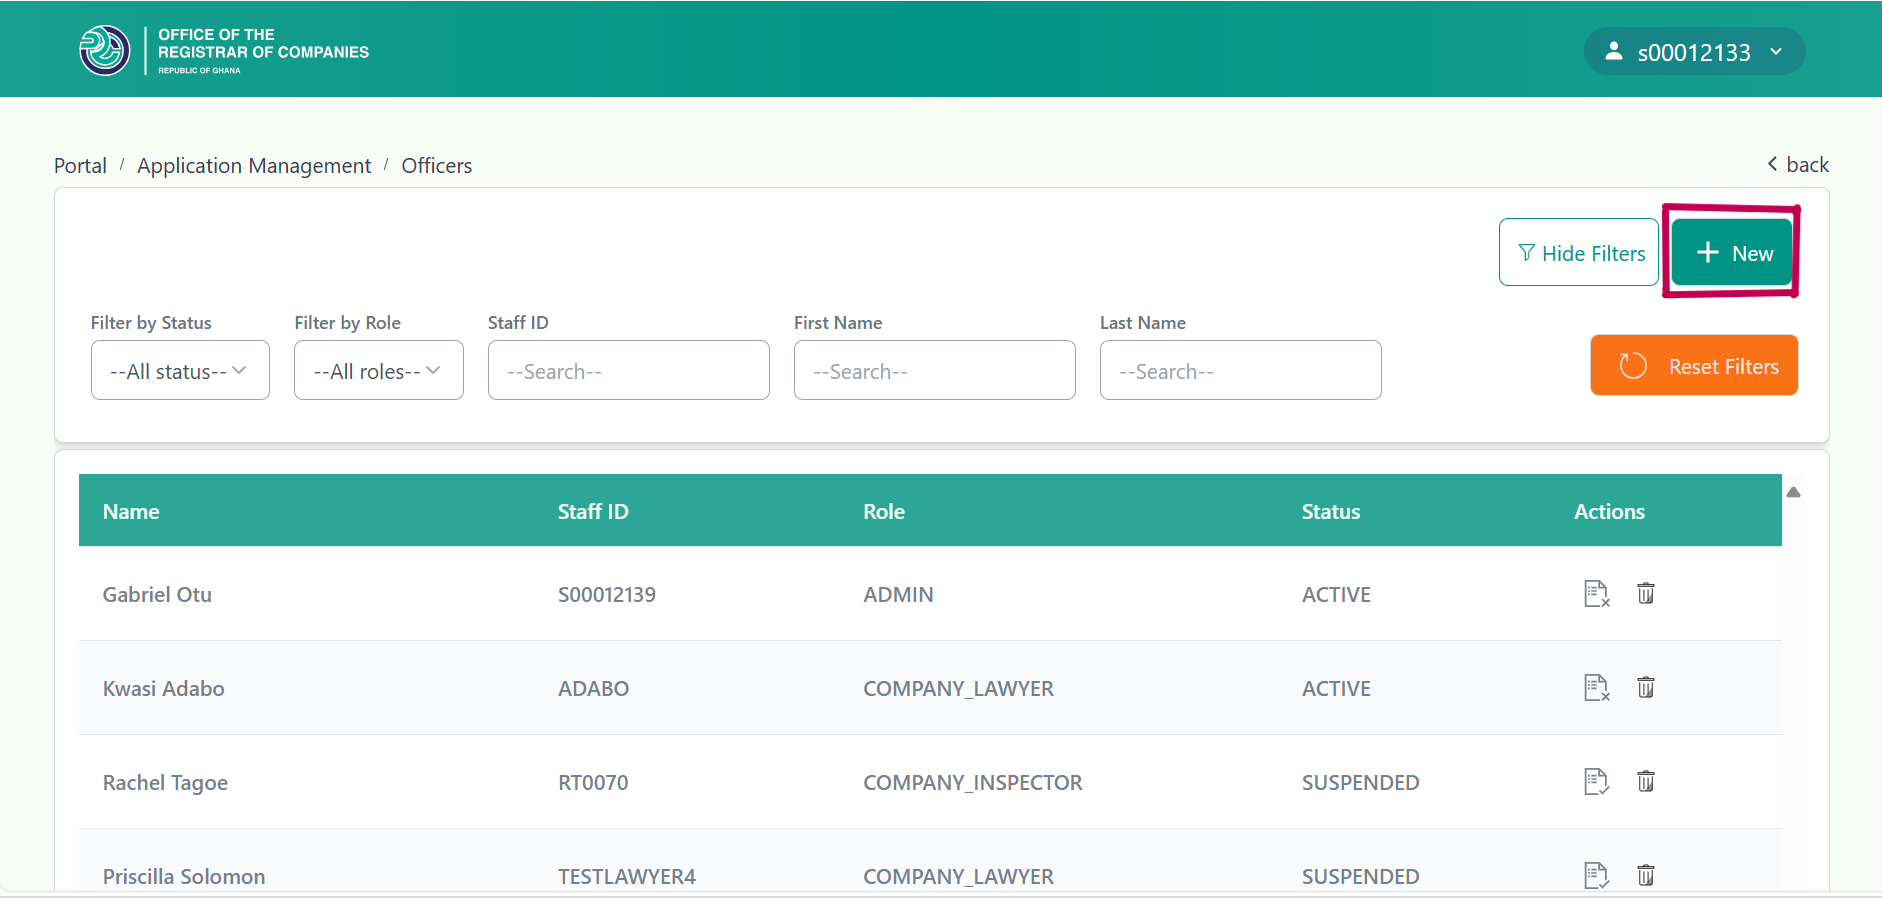 OFFICE OF THE
REGISTRAR OF COMPANIES
REPUBLIC OF GHANA
s00012133
Portal / Application Management / Officers
back
Hide Filters
New
Filter by Status
Filter by Role
Staff ID
First Name
Last Name
--All status--
--All roles--
--Search--
--Search--
--Search--
Reset Filters
Name Staff ID Role Status Actions
Gabriel Otu S00012139 ADMIN ACTIVE
Kwasi Adabo ADABO COMPANY_LAWYER ACTIVE
Rachel Tagoe RT0070 COMPANY_INSPECTOR SUSPENDED
Priscilla Solomon TESTLAWYER4 COMPANY_LAWYER SUSPENDED